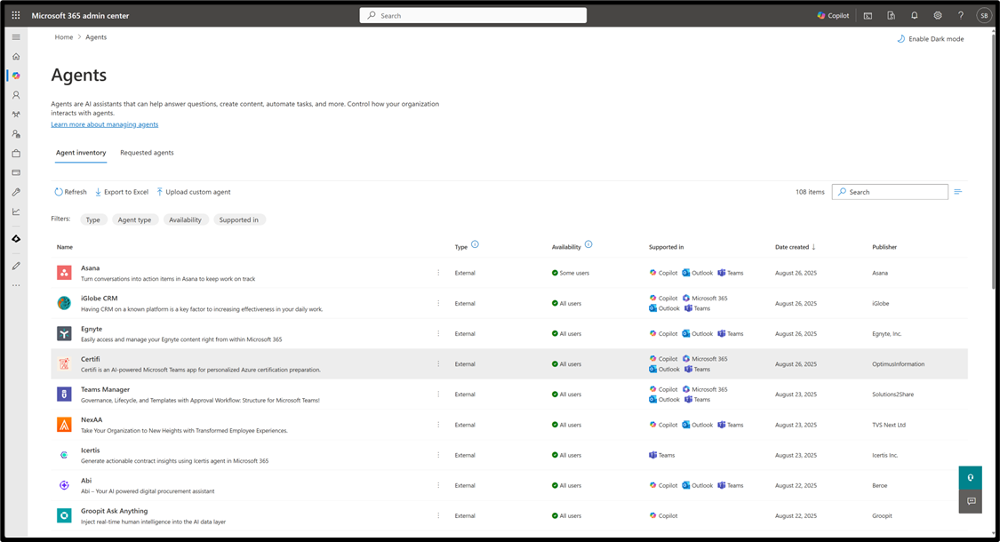 Microsoft 365 admin center
Search
Copilot
SB
Home > Agents
Enable Dark mode
Agents
Agents are AI assistants that can help answer questions, create content, automate tasks, and more. Control how your organization
interacts with agents.
Learn more about managing agents
Agent inventory Requested agents
Refresh Export to Excel Upload custom agent 108 items Search
Filters: Type Agent type Availability Supported in
Name Type Availability Supported in Date created ↓ Publisher
Asana
Turn conversations into action items in Asana to keep work on track
External Some users Copilot Outlook Teams August 26, 2025 Asana
iGlobe CRM
Having CRM on a known platform is a key factor to increasing effectiveness in your daily work.
External All users Copilot Microsoft 365
Outlook Teams
August 26, 2025 iGlobe
Egnyte
Easily access and manage your Egnyte content right from within Microsoft 365
External All users Copilot Outlook Teams August 26, 2025 Egnyte, Inc.
Certifi
Certifi is an AI-powered Microsoft Teams app for personalized Azure certification preparation.
External All users Copilot Microsoft 365
Outlook Teams
August 26, 2025 OptimusInformation
Teams Manager
Governance, Lifecycle, and Templates with Approval Workflow: Structure for Microsoft Teams!
External All users Copilot Microsoft 365
Outlook Teams
August 23, 2025 Solutions2Share
NexAA
Take Your Organization to New Heights with Transformed Employee Experiences.
External All users Copilot Outlook Teams August 23, 2025 TVS Next Ltd
Icertis
Generate actionable contract insights using Icertis agent in Microsoft 365
External All users Teams August 23, 2025 Icertis Inc.
Abi
Abi – Your AI powered digital procurement assistant
External All users Copilot Outlook Teams August 22, 2025 Beroe
Groopit Ask Anything
Inject real-time human intelligence into the AI data layer
External All users Copilot August 22, 2025 Groopit